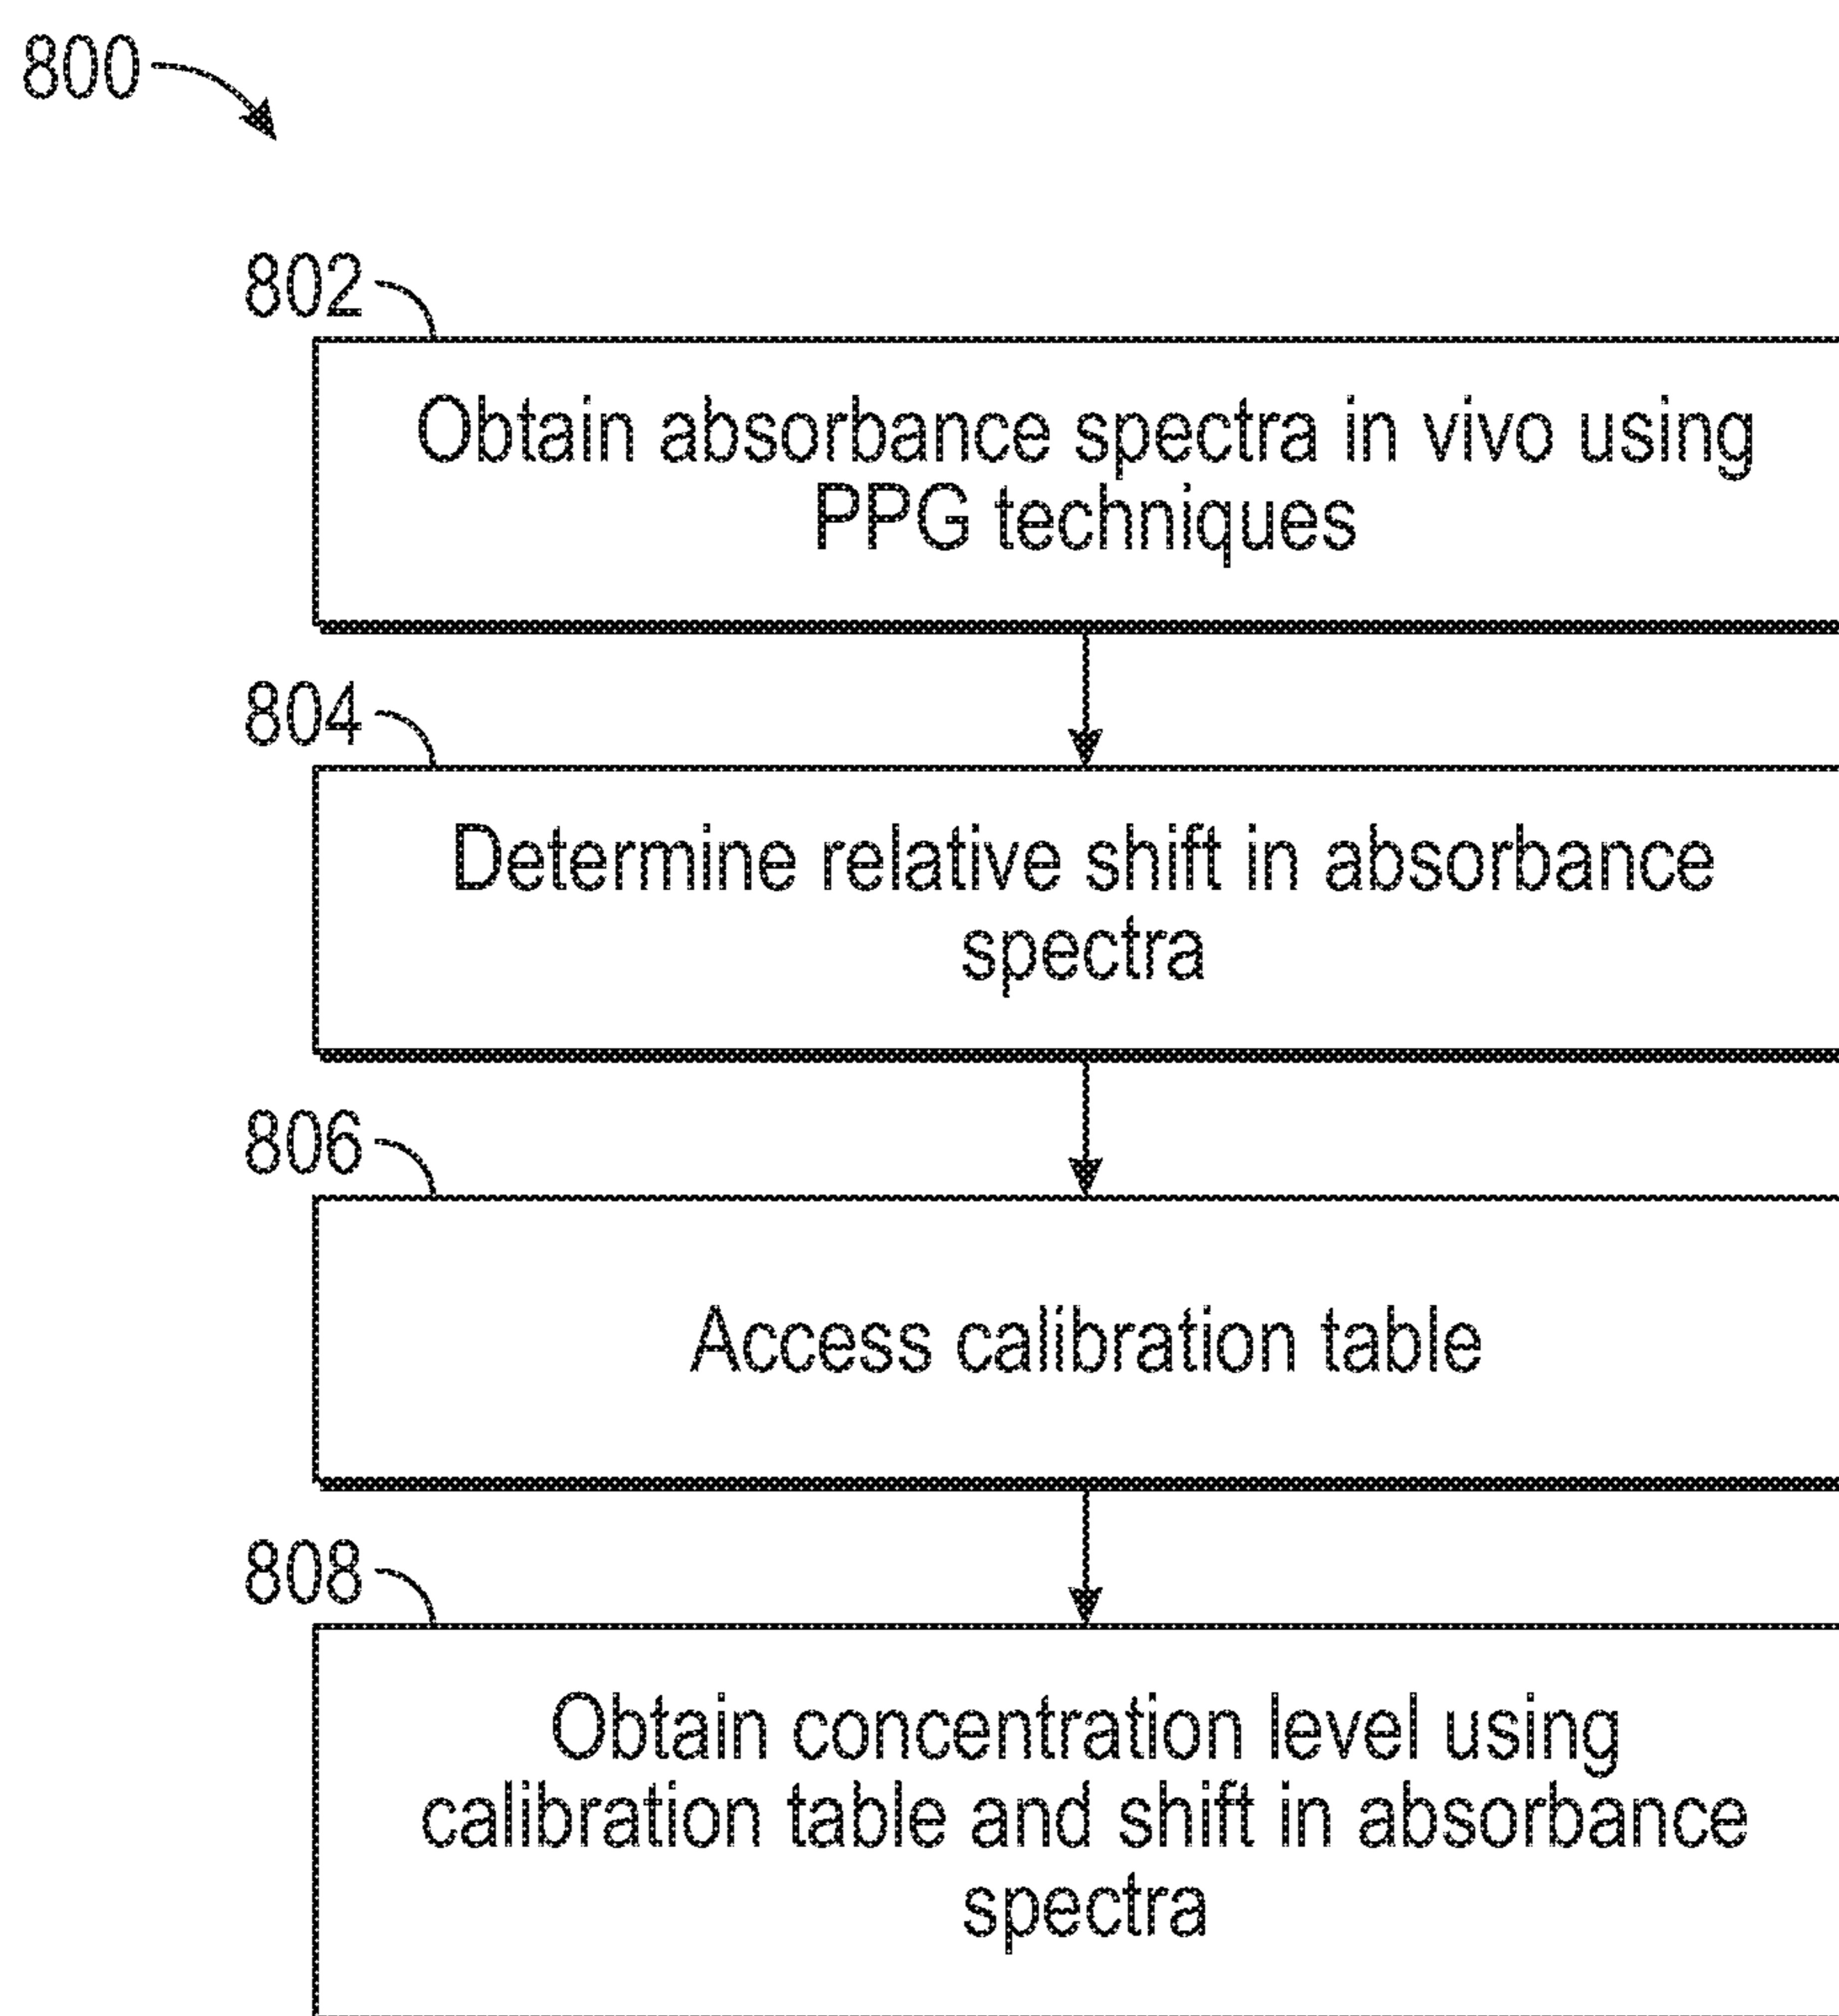 800
802
Obtain absorbance spectra in vivo using
PPG techniques
804
Determine relative shift in absorbance
spectra
806
Access calibration table
808
Obtain concentration level using
calibration table and shift in absorbance
spectra